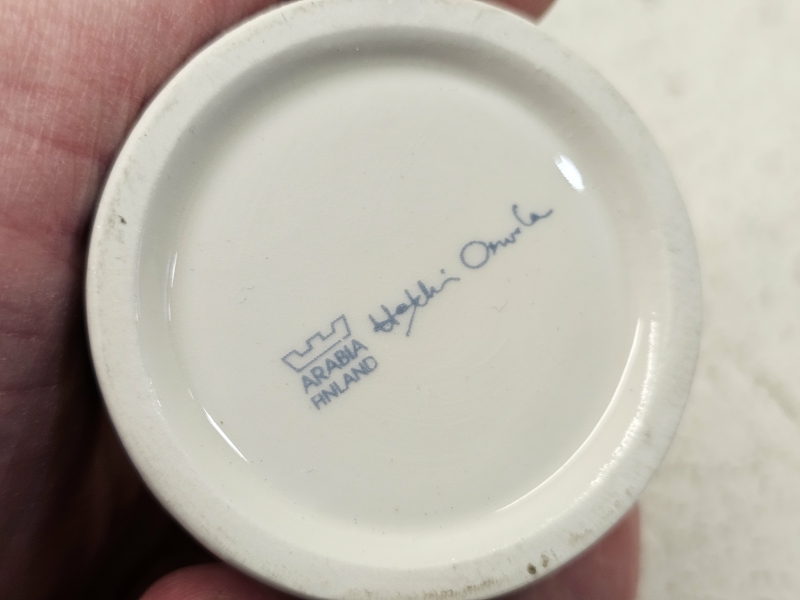 Heikki Orvola
ARABIA
FINLAND